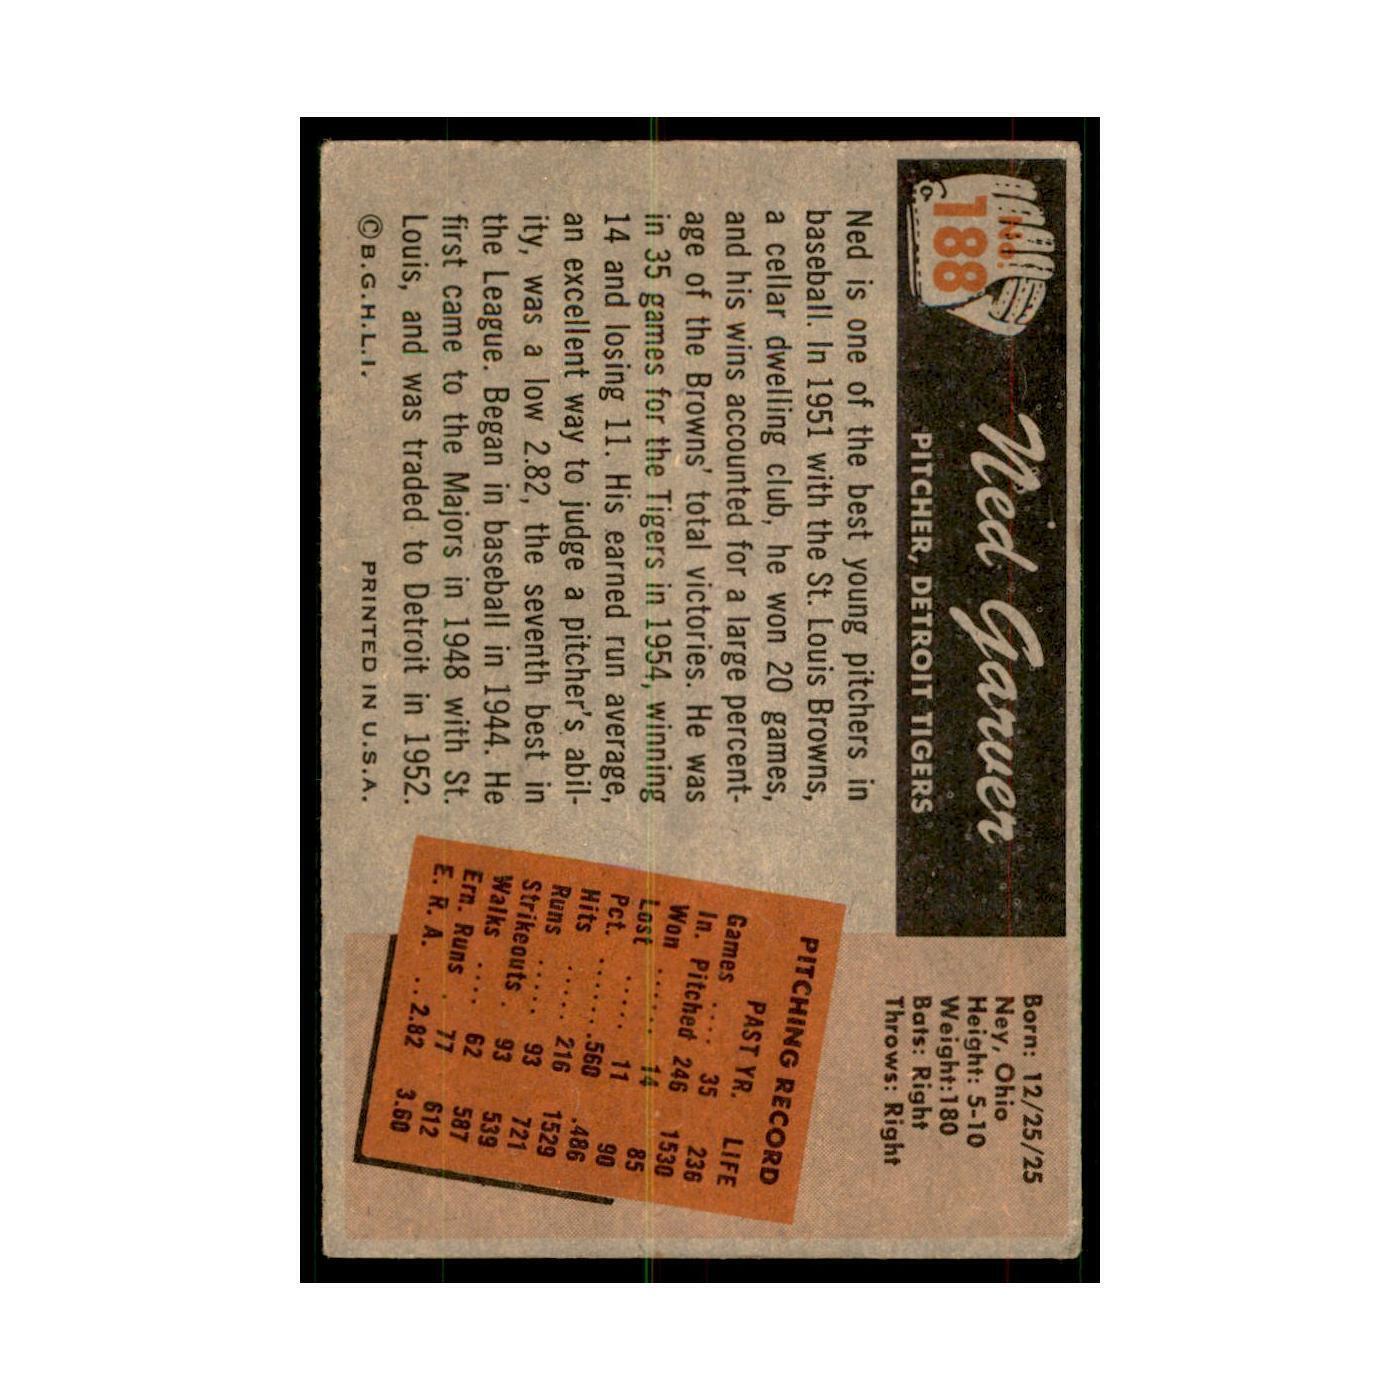 No.
188
Ned Garver
PITCHER, DETROIT TIGERS
Born: 12/25/25
Ney, Ohio
Height: 5-10
Weight:180
Bats: Right
Throws: Right
Ned is one of the best young pitchers in
baseball. In 1951 with the St. Louis Browns,
a cellar dwelling club, he won 20 games,
and his wins accounted for a large percent-
age of the Browns' total victories. He was
in 35 games for the Tigers in 1954, winning
14 and losing 11. His earned run average,
an excellent way to judge a pitcher's abil-
ity, was a low 2.82, the seventh best in
the League. Began in baseball in 1944. He
first came to the Majors in 1948 with St.
Louis, and was traded to Detroit in 1952.
© B.G.H.L.I. PRINTED IN U.S.A.
PITCHING RECORD
PAST YR. LIFE
Games .... 35 236
In. Pitched 246 1530
Won ...... 14 85
Lost ..... 11 90
Pct. ......560 .486
Hits ..... 216 1529
Runs ..... 93 721
Strikeouts . 93 539
Walks .... 62 587
Ern. Runs . 77 612
E. R. A. ..2.82 3.60